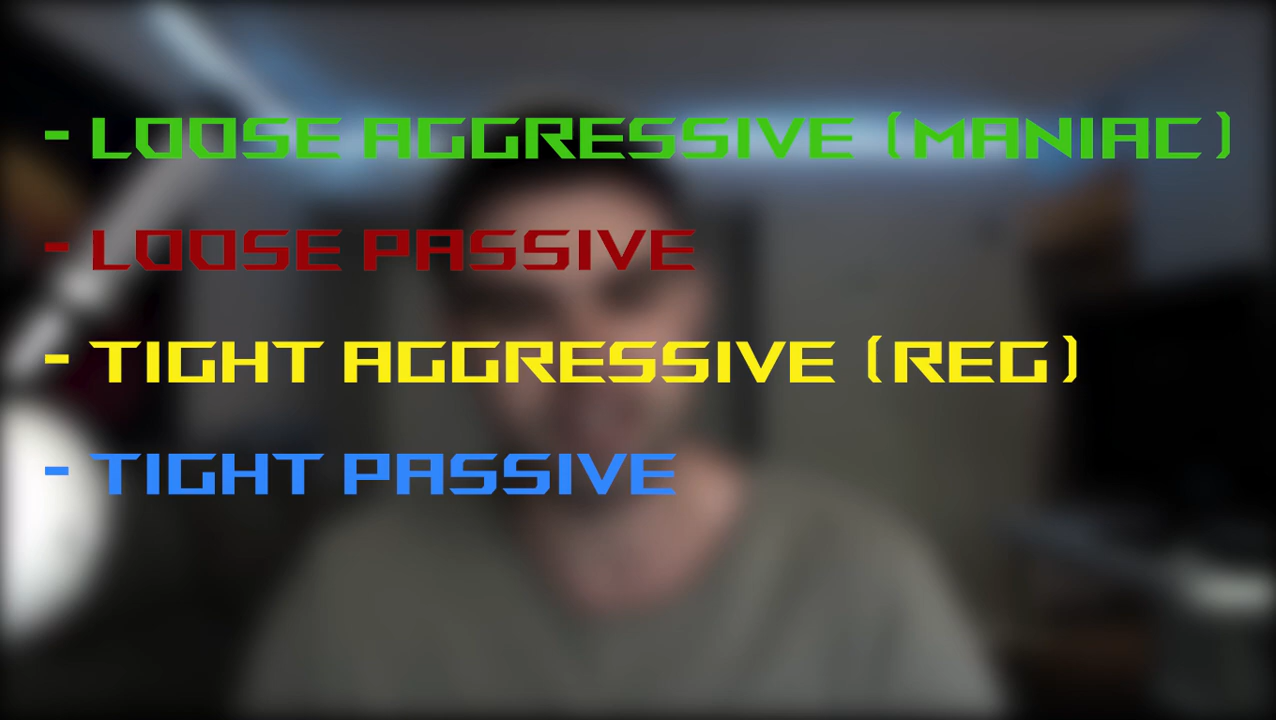 - LOOSE AGGRESSIVE (MANIAC)
- LOOSE PASSIVE
- TIGHT AGGRESSIVE (REG)
- TIGHT PASSIVE